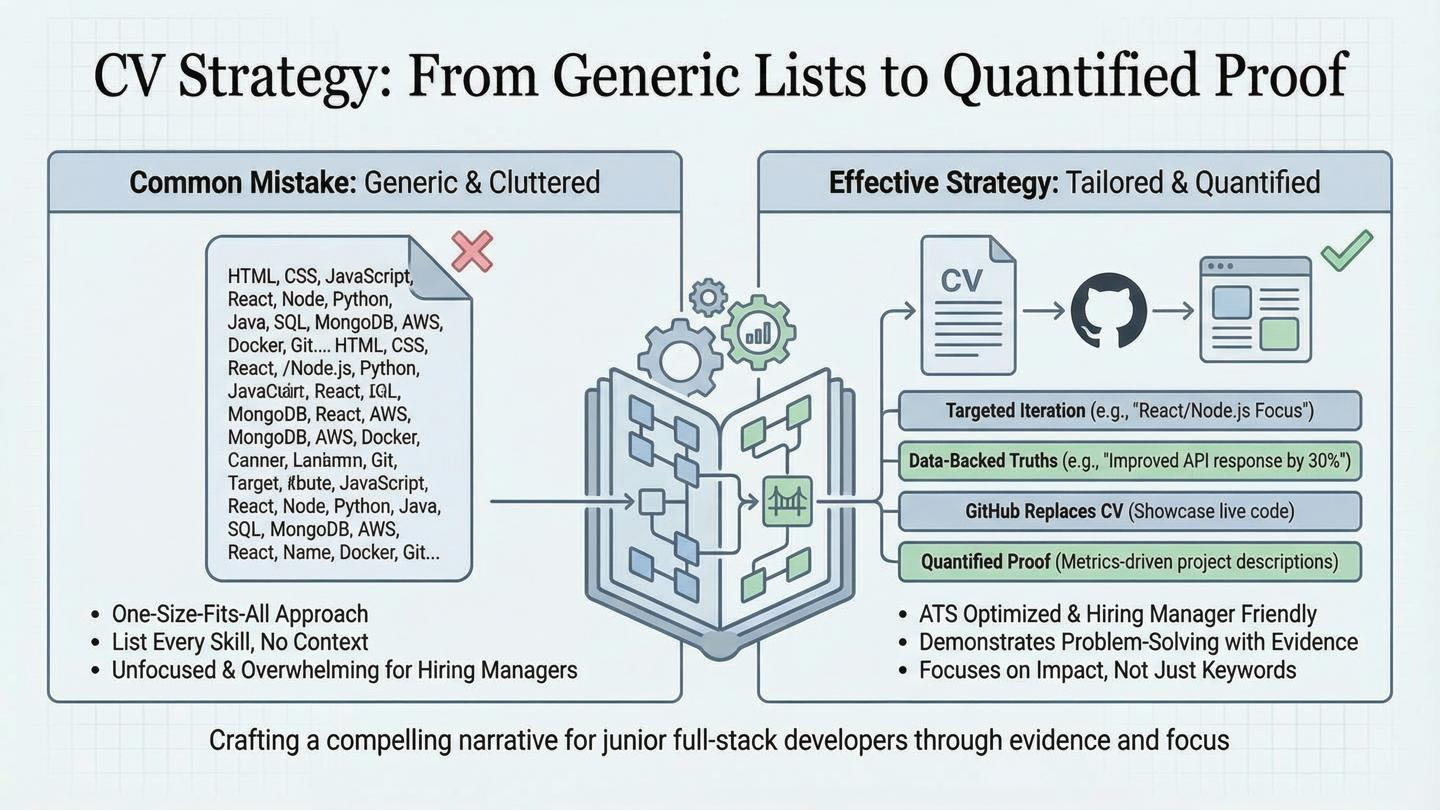 CV Strategy: From Generic Lists to Quantified Proof
Common Mistake: Generic & Cluttered
HTML, CSS, JavaScript,
React, Node, Python,
Java, SQL, MongoDB, AWS,
Docker, Git.... HTML, CSS,
React, /Node.js, Python,
React,
MongoDB, React, AWS,
MongoDB, AWS, Docker,
Canner, Git,
Target, JavaScript,
React, Node, Python, Java,
SQL, MongoDB, AWS,
React, Name, Docker, Git...
• One-Size-Fits-All Approach
• List Every Skill, No Context
• Unfocused & Overwhelming for Hiring Managers
Effective Strategy: Tailored & Quantified
CV
Targeted Iteration (e.g., "React/Node.js Focus")
Data-Backed Truths (e.g., "Improved API response by 30%")
GitHub Replaces CV (Showcase live code)
Quantified Proof (Metrics-driven project descriptions)
• ATS Optimized & Hiring Manager Friendly
• Demonstrates Problem-Solving with Evidence
• Focuses on Impact, Not Just Keywords
Crafting a compelling narrative for junior full-stack developers through evidence and focus